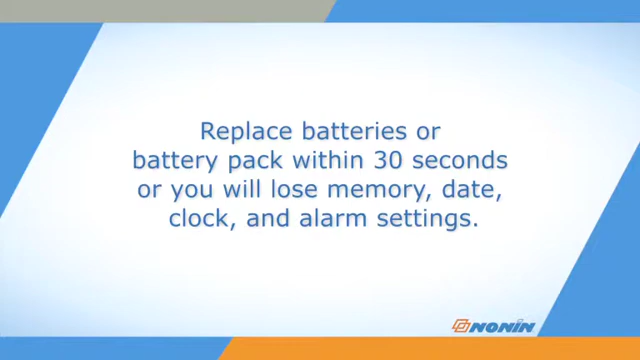 Replace batteries or
battery pack within 30 seconds
or you will lose memory, date,
clock, and alarm settings.
NONIN